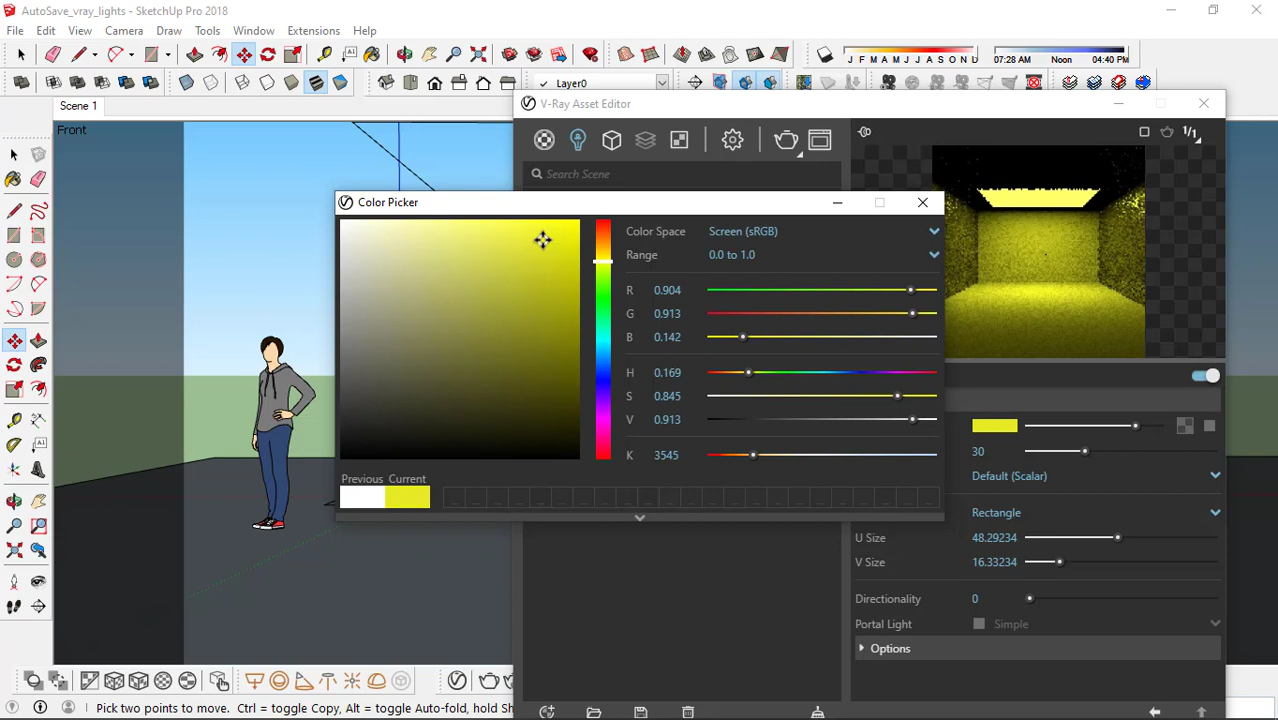 AutoSave_vray_lights - SketchUp Pro 2018
File Edit View Camera Draw Tools Window Extensions Help
J F M A M J J A S O N D
07:28 AM Noon 04:40 PM
Layer0
Scene 1
V-Ray Asset Editor
Front
1/1
Search Scene
Color Picker
Color Space Screen (sRGB)
Range 0.0 to 1.0
R 0.904
G 0.913
B 0.142
H 0.169
S 0.845
V 0.913
K 3545
Previous Current
30
Default (Scalar)
Rectangle
U Size 48.29234
V Size 16.33234
Directionality 0
Portal Light Simple
Options
Pick two points to move. Ctrl = toggle Copy, Alt = toggle Auto-fold, hold Sh